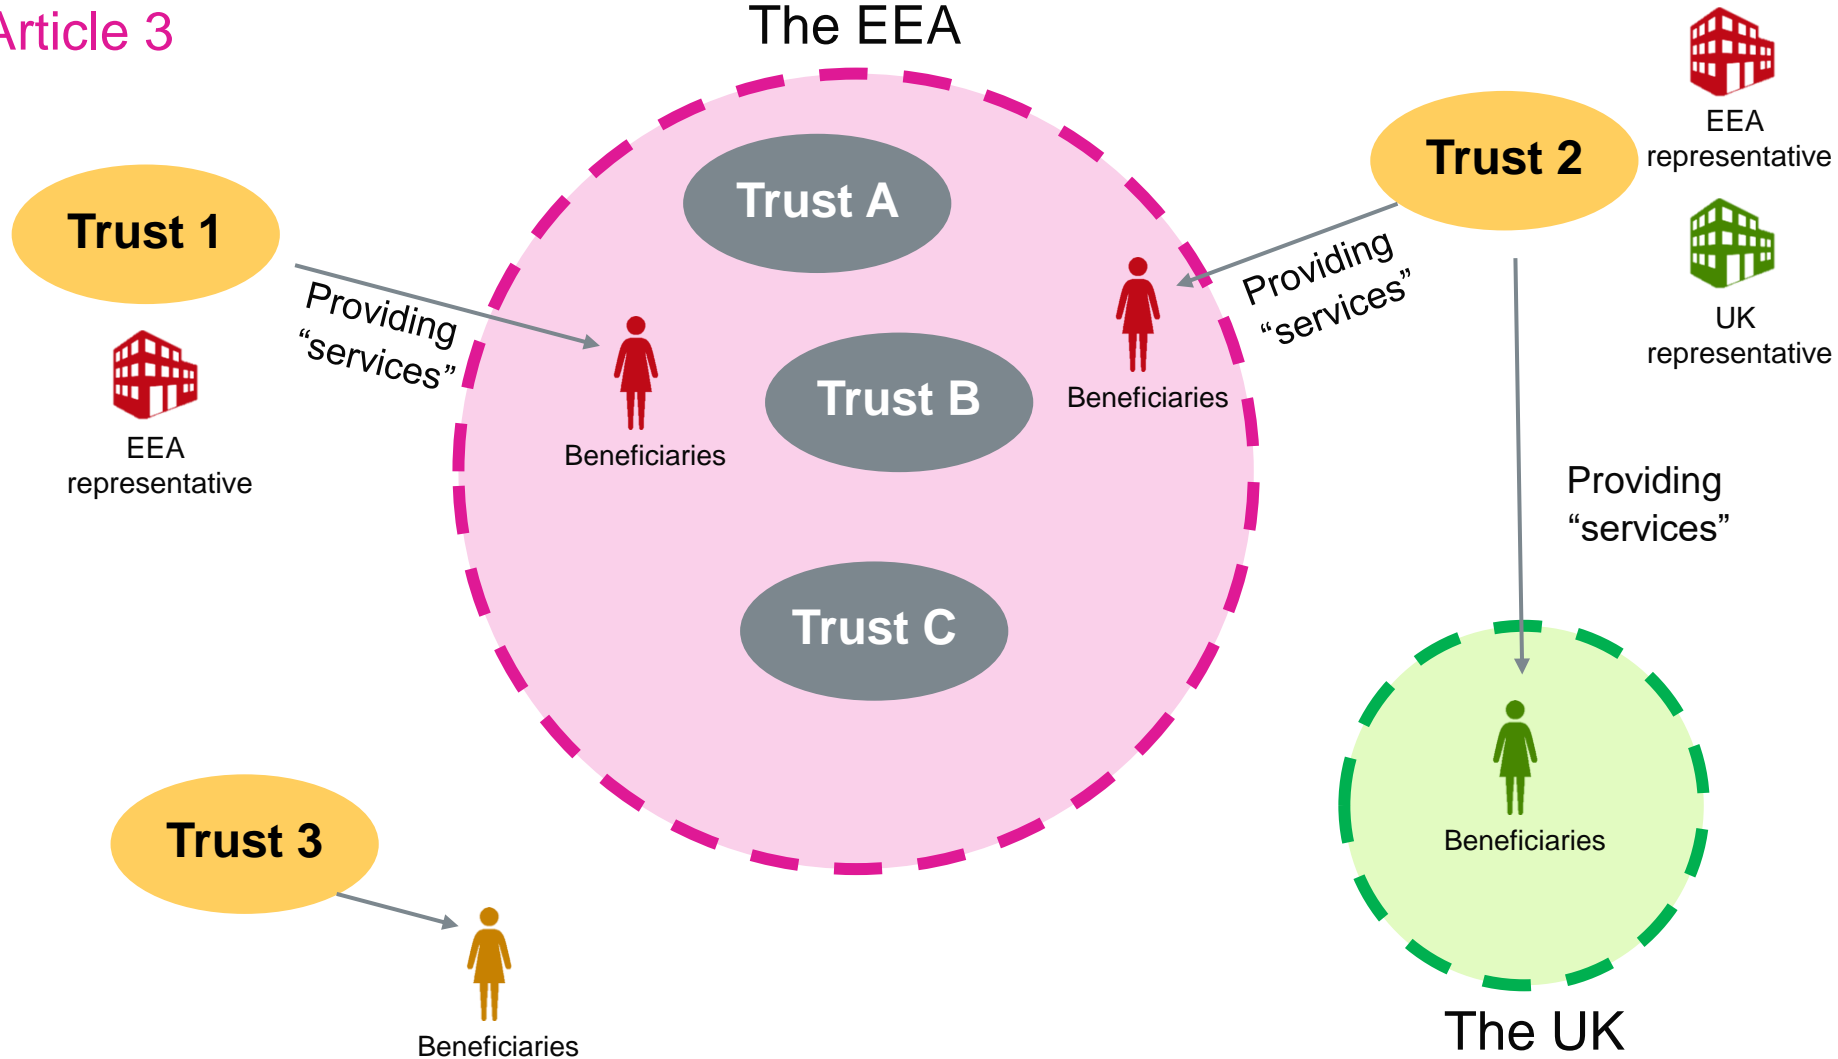 Article 3
The EEA
EEA
representative
Trust 2
UK
representative
Trust A
Trust 1
Providing
“services”
Providing
“services”
EEA
representative
Beneficiaries
Trust B
Beneficiaries
Providing
“services”
Trust C
Trust 3
Beneficiaries
Beneficiaries
The UK